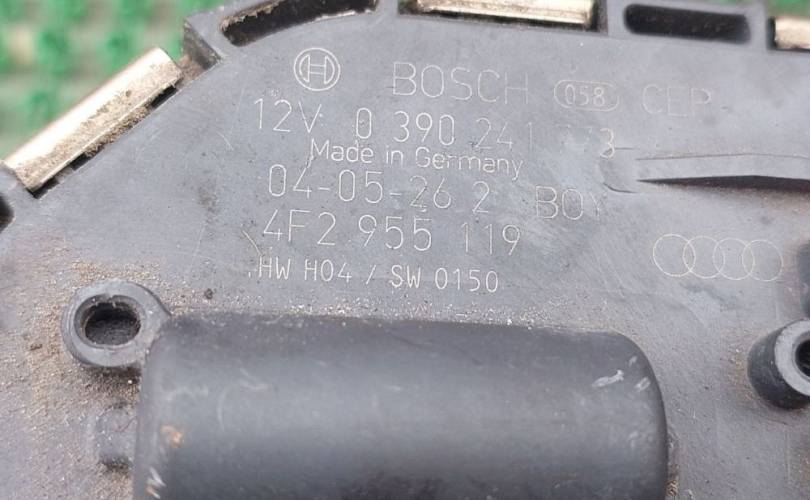 BOSCH 058 CEP
12V 0 390 241
Made in Germany
04-05-26 2 BOY
4F2 955 119
HW H04 / SW 0150